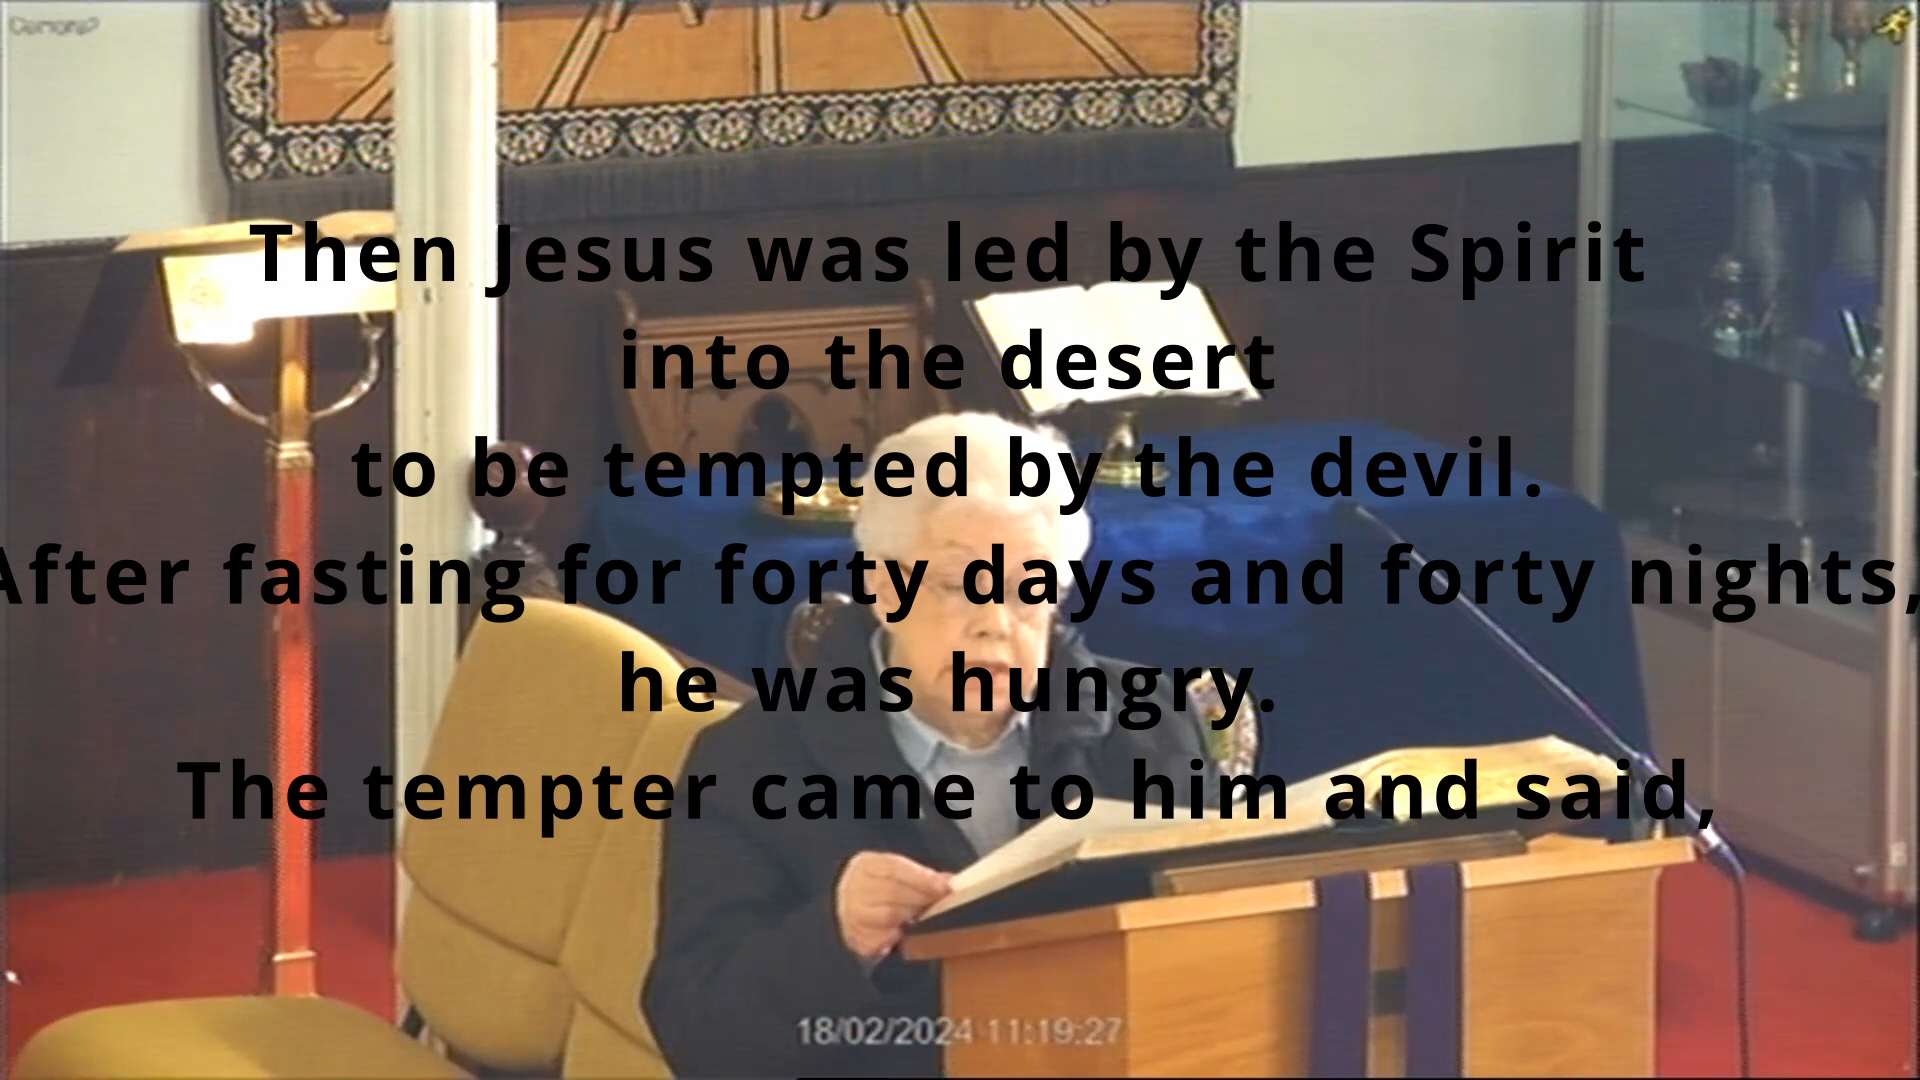 Camera2
Then Jesus was led by the Spirit
into the desert
to be tempted by the devil.
After fasting for forty days and forty nights,
he was hungry.
The tempter came to him and said,
18/02/2024 11:19:27